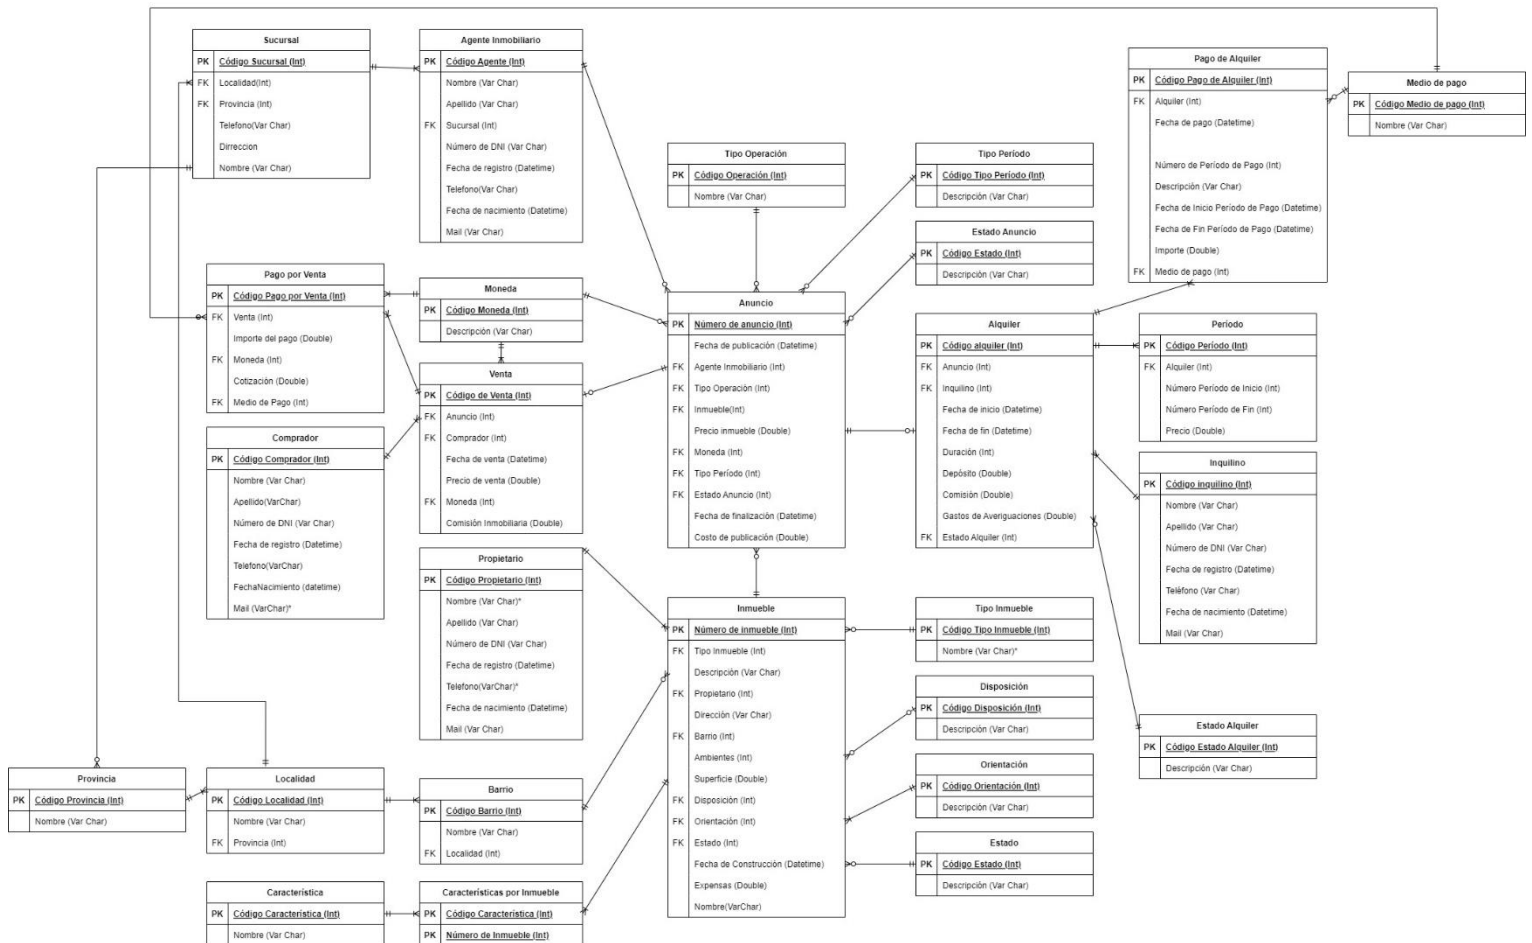 Sucursal
PK Código Sucursal (Int)
FK Localidad(Int)
FK Provincia (Int)
Telefono(Var Char)
Dirreccion
Nombre (Var Char)
Agente Inmobiliario
PK Código Agente (Int)
Nombre (Var Char)
Apellido (Var Char)
FK Sucursal (Int)
Número de DNI (Var Char)
Fecha de registro (Datetime)
Telefono(Var Char)
Fecha de nacimiento (Datetime)
Mail (Var Char)
Tipo Operación
PK Código Operación (Int)
Nombre (Var Char)
Tipo Período
PK Código Tipo Período (Int)
Descripción (Var Char)
Estado Anuncio
PK Código Estado (Int)
Descripción (Var Char)
Pago de Alquiler
PK Código Pago de Alquiler (Int)
FK Alquiler (Int)
Fecha de pago (Datetime)
Número de Período de Pago (Int)
Descripción (Var Char)
Fecha de Inicio Período de Pago (Datetime)
Fecha de Fin Período de Pago (Datetime)
Importe (Double)
FK Medio de pago (Int)
Medio de pago
PK Código Medio de pago (Int)
Nombre (Var Char)
Pago por Venta
PK Código Pago por Venta (Int)
FK Venta (Int)
Importe del pago (Double)
FK Moneda (Int)
Cotización (Double)
FK Medio de Pago (Int)
Moneda
PK Código Moneda (Int)
Descripción (Var Char)
Venta
PK Código de Venta (Int)
FK Anuncio (Int)
FK Comprador (Int)
Fecha de venta (Datetime)
Precio de venta (Double)
FK Moneda (Int)
Comisión Inmobiliaria (Double)
Anuncio
PK Número de anuncio (Int)
Fecha de publicación (Datetime)
FK Agente Inmobiliario (Int)
FK Tipo Operación (Int)
FK Inmueble(Int)
Precio inmueble (Double)
FK Moneda (Int)
FK Tipo Período (Int)
FK Estado Anuncio (Int)
Fecha de finalización (Datetime)
Costo de publicación (Double)
Alquiler
PK Código alquiler (Int)
FK Anuncio (Int)
FK Inquilino (Int)
Fecha de inicio (Datetime)
Fecha de fin (Datetime)
Duración (Int)
Depósito (Double)
Comisión (Double)
Gastos de Averiguaciones (Double)
FK Estado Alquiler (Int)
Período
PK Código Período (Int)
FK Alquiler (Int)
Número Período de Inicio (Int)
Número Período de Fin (Int)
Precio (Double)
Comprador
PK Código Comprador (Int)
Nombre (Var Char)
Apellido(VarChar)
Número de DNI (Var Char)
Fecha de registro (Datetime)
Telefono(VarChar)
FechaNacimiento (datetime)
Mail (VarChar)*
Inquilino
PK Código inquilino (Int)
Nombre (Var Char)
Apellido (Var Char)
Número de DNI (Var Char)
Fecha de registro (Datetime)
Teléfono (Var Char)
Fecha de nacimiento (Datetime)
Mail (Var Char)
Propietario
PK Código Propietario (Int)
Nombre (Var Char)*
Apellido (Var Char)
Número de DNI (Var Char)
Fecha de registro (Datetime)
Telefono(VarChar)*
Fecha de nacimiento (Datetime)
Mail (Var Char)
Inmueble
PK Número de inmueble (Int)
FK Tipo Inmueble (Int)
Descripción (Var Char)
FK Propietario (Int)
Dirección (Var Char)
FK Barrio (Int)
Ambientes (Int)
Superficie (Double)
FK Disposición (Int)
FK Orientación (Int)
FK Estado (Int)
Fecha de Construcción (Datetime)
Expensas (Double)
Nombre(VarChar)
Tipo Inmueble
PK Código Tipo Inmueble (Int)
Nombre (Var Char)*
Disposición
PK Código Disposición (Int)
Descripción (Var Char)
Orientación
PK Código Orientación (Int)
Descripción (Var Char)
Estado
PK Código Estado (Int)
Descripción (Var Char)
Estado Alquiler
PK Código Estado Alquiler (Int)
Descripción (Var Char)
Provincia
PK Código Provincia (Int)
Nombre (Var Char)
Localidad
PK Código Localidad (Int)
Nombre (Var Char)
FK Provincia (Int)
Barrio
PK Código Barrio (Int)
Nombre (Var Char)
FK Localidad (Int)
Característica
PK Código Característica (Int)
Nombre (Var Char)
Características por Inmueble
PK Código Característica (Int)
PK Número de Inmueble (Int)